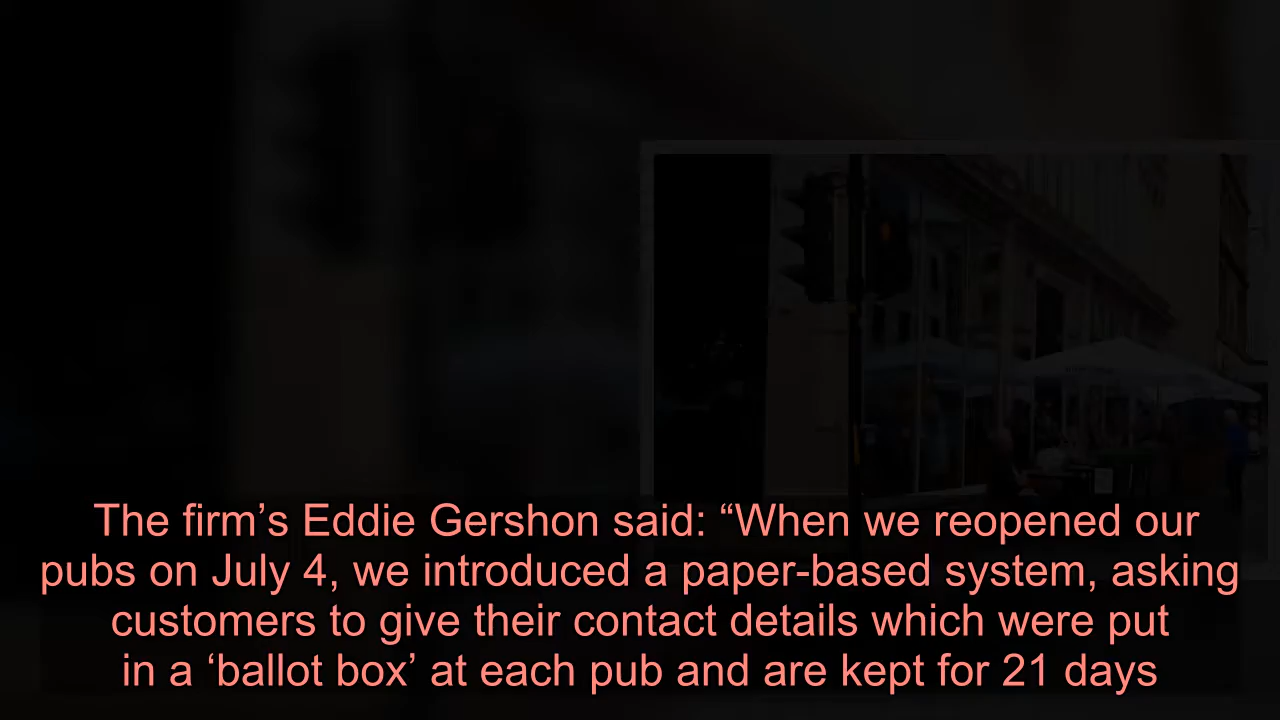 The firm’s Eddie Gershon said: “When we reopened our
pubs on July 4, we introduced a paper-based system, asking
customers to give their contact details which were put
in a ‘ballot box’ at each pub and are kept for 21 days